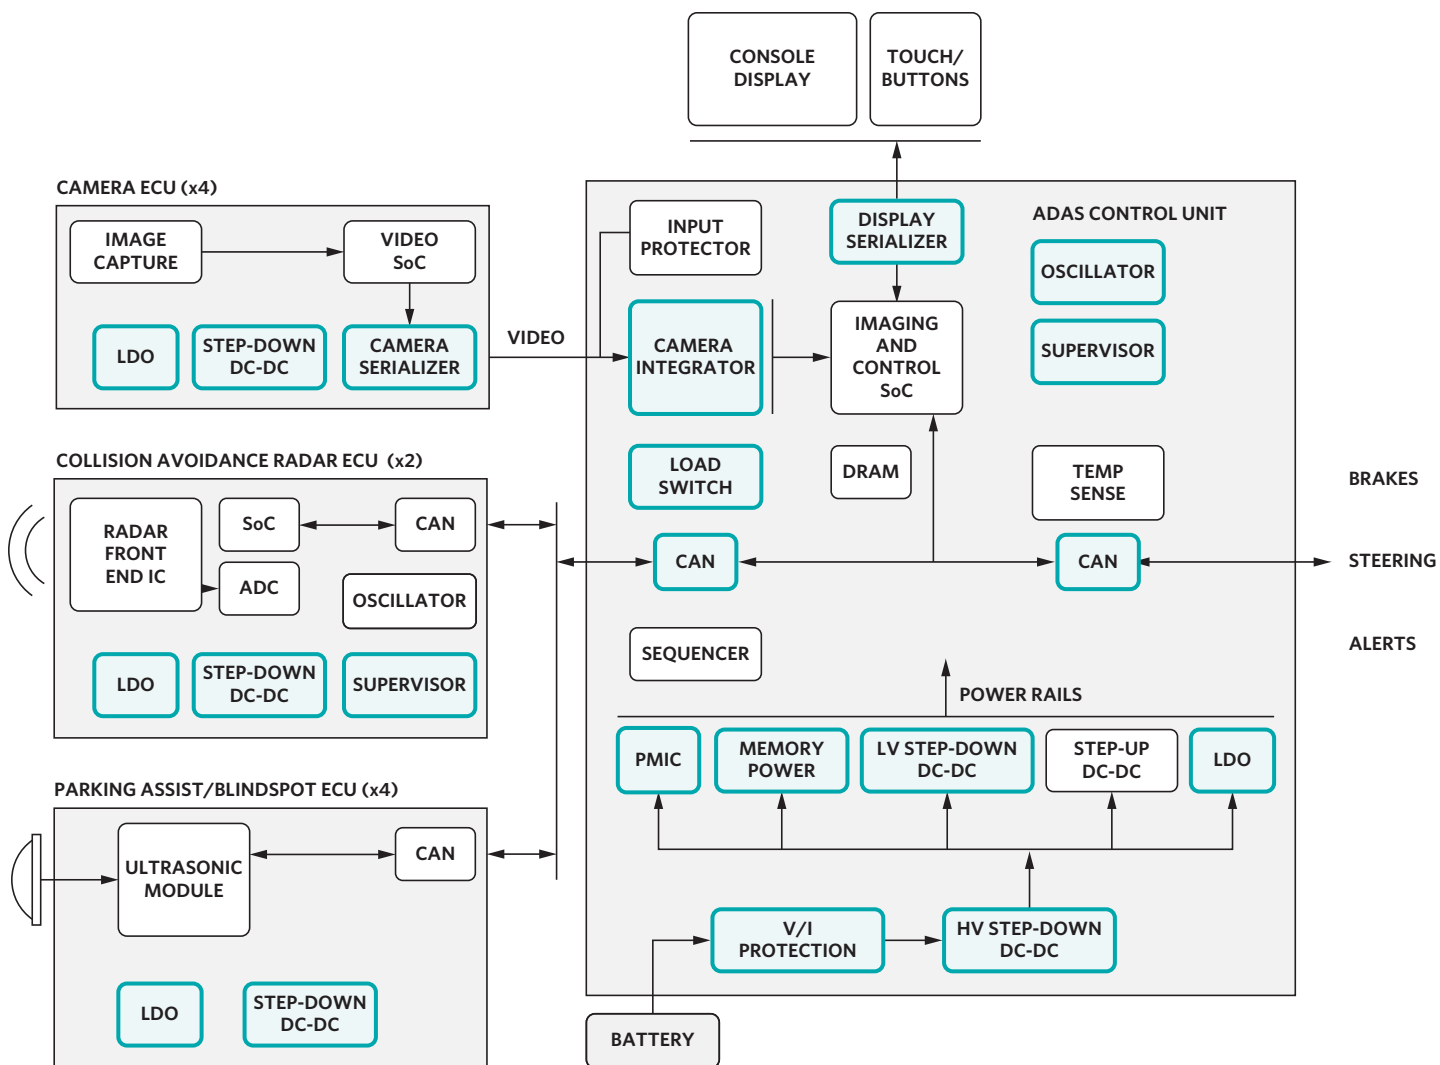 CONSOLE
DISPLAY
TOUCH/
BUTTONS
CAMERA ECU (x4)
IMAGE
CAPTURE
VIDEO
SoC
LDO
STEP-DOWN
DC-DC
CAMERA
SERIALIZER
VIDEO
INPUT
PROTECTOR
DISPLAY
SERIALIZER
ADAS CONTROL UNIT
OSCILLATOR
CAMERA
INTEGRATOR
IMAGING
AND
CONTROL
SoC
SUPERVISOR
LOAD
SWITCH
DRAM
TEMP
SENSE
CAN
CAN
BRAKES
STEERING
ALERTS
COLLISION AVOIDANCE RADAR ECU (x2)
RADAR
FRONT
END IC
SoC
CAN
ADC
OSCILLATOR
LDO
STEP-DOWN
DC-DC
SUPERVISOR
SEQUENCER
POWER RAILS
PMIC
MEMORY
POWER
LV STEP-DOWN
DC-DC
STEP-UP
DC-DC
LDO
PARKING ASSIST/BLINDSPOT ECU (x4)
ULTRASONIC
MODULE
CAN
LDO
STEP-DOWN
DC-DC
V/I
PROTECTION
HV STEP-DOWN
DC-DC
BATTERY